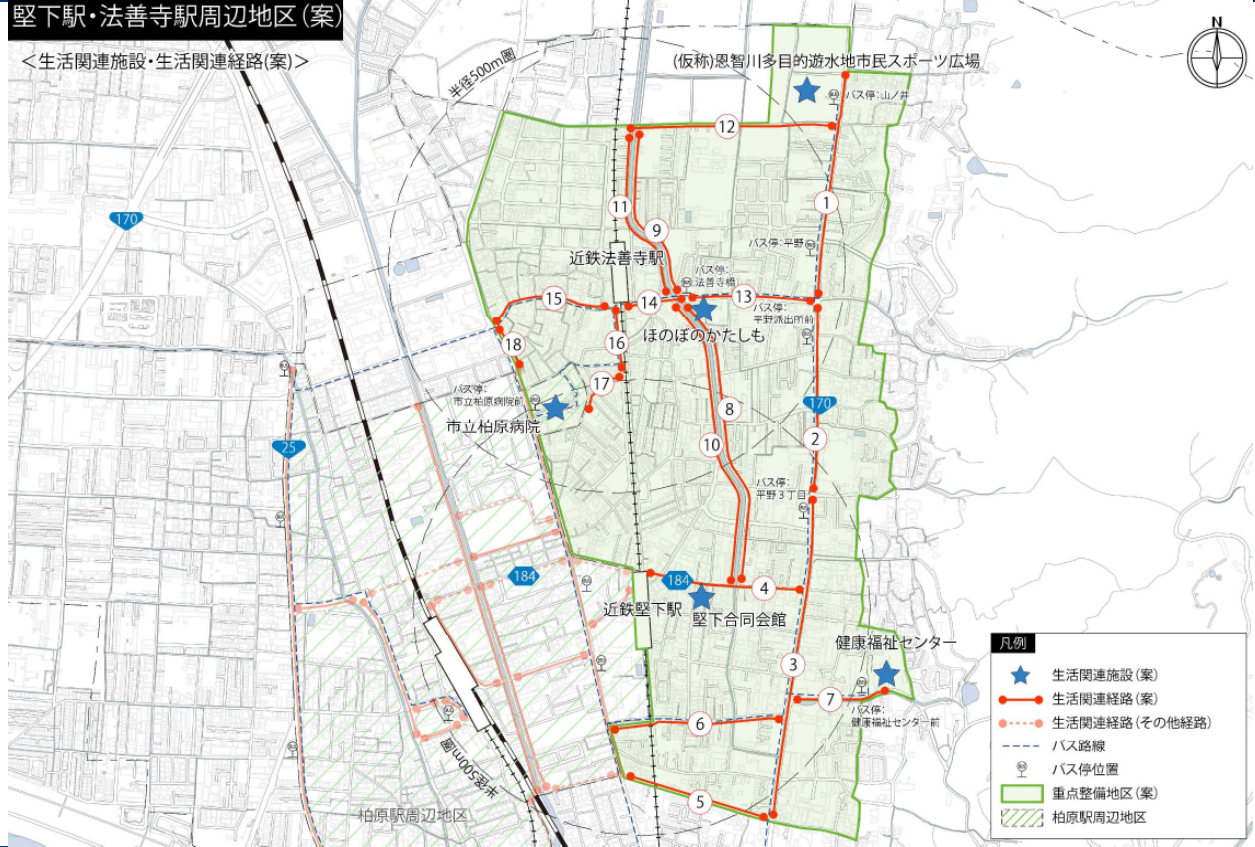 堅下駅・法善寺駅周辺地区(案)
<生活関連施設・生活関連経路(案)>
N
半径500m圏
(仮称)恩智川多目的遊水地市民スポーツ広場
バス停:山ノ井
12
170
1
11
9
バス停:平野
近鉄法善寺駅
バス停:
法善寺橋
15
14
13
バス停:
平野派出所前
ほのぼのかたしも
18
16
17
バス停:
市立柏原病院前
市立柏原病院
170
8
25
10
2
バス停:
平野3丁目
184
184
4
近鉄堅下駅
堅下合同会館
健康福祉センター
3
7
バス停:
健康福祉センター前
6
半径500m圏
5
柏原駅周辺地区
凡例
生活関連施設(案)
生活関連経路(案)
生活関連経路(その他経路)
バス路線
バス停位置
重点整備地区(案)
柏原駅周辺地区